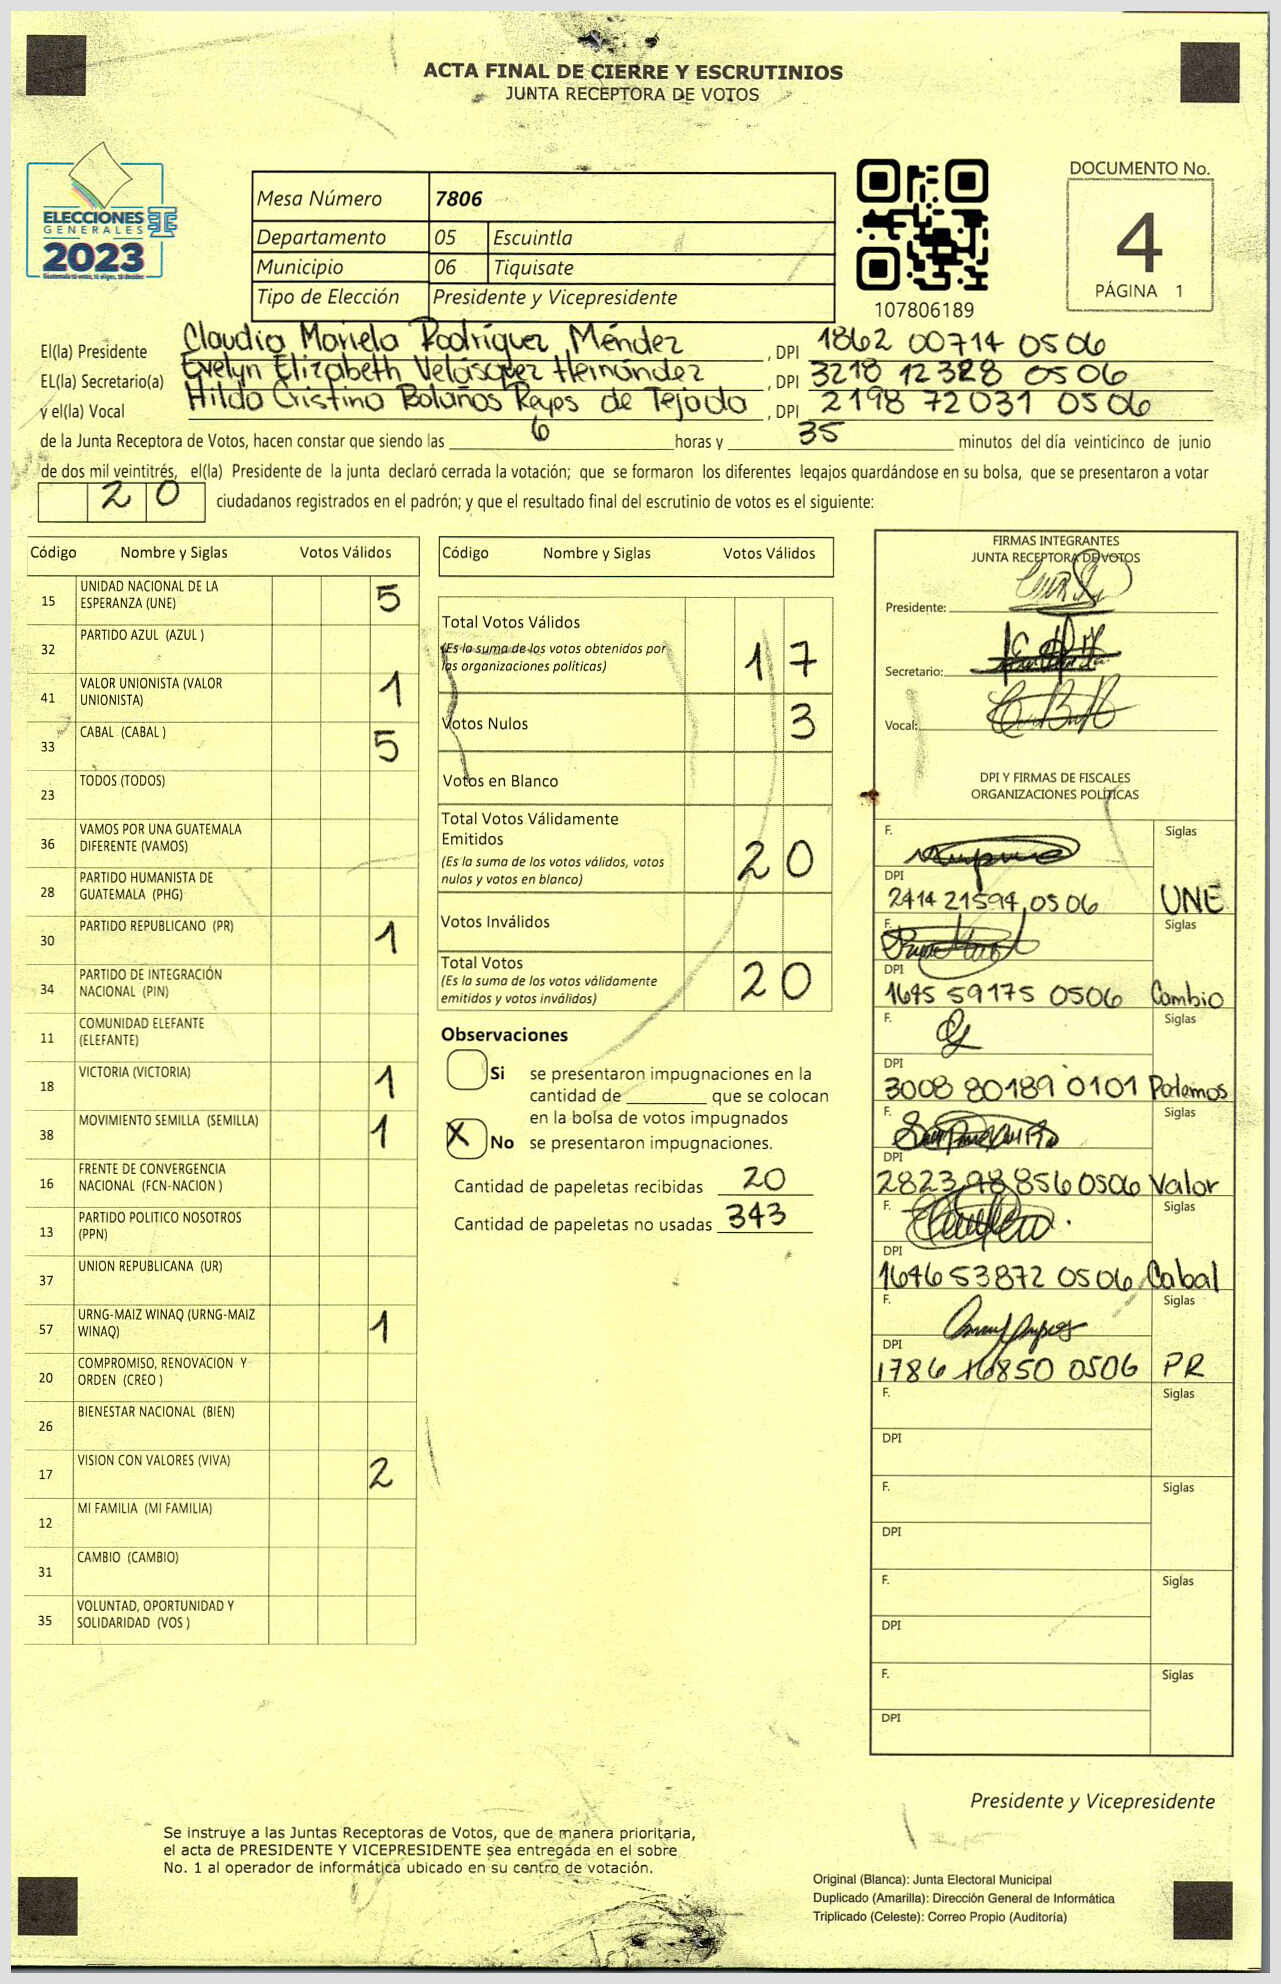 ACTA FINAL DE CIERRE Y ESCRUTINIOS
JUNTA RECEPTORA DE VOTOS
ELECCIONES
GENERALES
2023
Mesa Número 7806
Departamento 05 Escuintla
Municipio 06 Tiquisate
Tipo de Elección Presidente y Vicepresidente
107806189
DOCUMENTO No.
4
PÁGINA 1
El(la) Presidente Claudia Mariela Rodríguez Méndez , DPI 1862 00714 0506
EL(la) Secretario(a) Evelyn Elizabeth Velásquez Hernández , DPI 3218 12328 0506
y el(la) Vocal Hilda Cristina Bolaños Reyes de Tejada , DPI 2198 72031 0506
de la Junta Receptora de Votos, hacen constar que siendo las 6 horas y 35 minutos del día veinticinco de junio
de dos mil veintitrés, el(la) Presidente de la junta declaró cerrada la votación; que se formaron los diferentes legajos guardándose en su bolsa, que se presentaron a votar
20 ciudadanos registrados en el padrón; y que el resultado final del escrutinio de votos es el siguiente:
Código Nombre y Siglas Votos Válidos
15 UNIDAD NACIONAL DE LA ESPERANZA (UNE) 5
32 PARTIDO AZUL (AZUL )
41 VALOR UNIONISTA (VALOR UNIONISTA) 1
33 CABAL (CABAL ) 5
23 TODOS (TODOS)
36 VAMOS POR UNA GUATEMALA DIFERENTE (VAMOS)
28 PARTIDO HUMANISTA DE GUATEMALA (PHG)
30 PARTIDO REPUBLICANO (PR) 1
34 PARTIDO DE INTEGRACIÓN NACIONAL (PIN)
11 COMUNIDAD ELEFANTE (ELEFANTE)
18 VICTORIA (VICTORIA) 1
38 MOVIMIENTO SEMILLA (SEMILLA) 1
16 FRENTE DE CONVERGENCIA NACIONAL (FCN-NACION )
13 PARTIDO POLITICO NOSOTROS (PPN)
37 UNION REPUBLICANA (UR)
57 URNG-MAIZ WINAQ (URNG-MAIZ WINAQ) 1
20 COMPROMISO, RENOVACION Y ORDEN (CREO )
26 BIENESTAR NACIONAL (BIEN)
17 VISION CON VALORES (VIVA) 2
12 MI FAMILIA (MI FAMILIA)
31 CAMBIO (CAMBIO)
35 VOLUNTAD, OPORTUNIDAD Y SOLIDARIDAD (VOS )
Código Nombre y Siglas Votos Válidos
Total Votos Válidos 17
(Es la suma de los votos obtenidos por
las organizaciones políticas)
Votos Nulos 3
Votos en Blanco
Total Votos Válidamente
Emitidos 20
(Es la suma de los votos válidos, votos
nulos y votos en blanco)
Votos Inválidos
Total Votos 20
(Es la suma de los votos válidamente
emitidos y votos inválidos)
Observaciones
Si se presentaron impugnaciones en la
cantidad de ________ que se colocan
en la bolsa de votos impugnados
X No se presentaron impugnaciones.
Cantidad de papeletas recibidas 20
Cantidad de papeletas no usadas 343
FIRMAS INTEGRANTES
JUNTA RECEPTORA DE VOTOS
Presidente:
Secretario:
Vocal:
DPI Y FIRMAS DE FISCALES
ORGANIZACIONES POLÍTICAS
F. Siglas
DPI
2414 21594 0506 UNE
F. Siglas
DPI
1645 59175 0506 Cambio
F. Siglas
DPI
3008 80189 0101 Podemos
F. Siglas
DPI
2823 98 856 0506 Valor
F. Siglas
DPI
1646 53872 0506 Cabal
F. Siglas
DPI
1786 16850 0506 PR
F. Siglas
DPI
F. Siglas
DPI
F. Siglas
DPI
F. Siglas
DPI
Presidente y Vicepresidente
Se instruye a las Juntas Receptoras de Votos, que de manera prioritaria,
el acta de PRESIDENTE Y VICEPRESIDENTE sea entregada en el sobre
No. 1 al operador de informática ubicado en su centro de votación.
Original (Blanca): Junta Electoral Municipal
Duplicado (Amarilla): Dirección General de Informática
Triplicado (Celeste): Correo Propio (Auditoría)